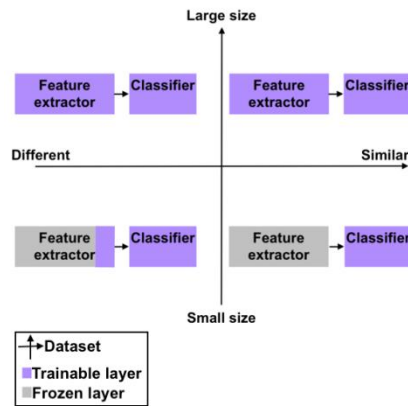 Large size
Feature extractor
Classifier
Feature extractor
Classifier
Different
Similar
Feature extractor
Classifier
Feature extractor
Classifier
Small size
Dataset
Trainable layer
Frozen layer